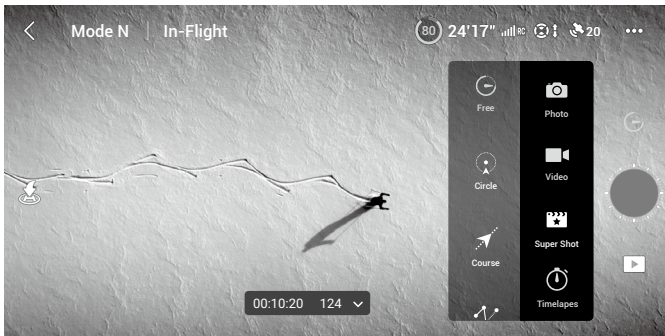 Mode N | In-Flight 80 24'17" RC 20
Free
Photo
Circle
Video
Course
Super Shot
Timelapes
00:10:20 124